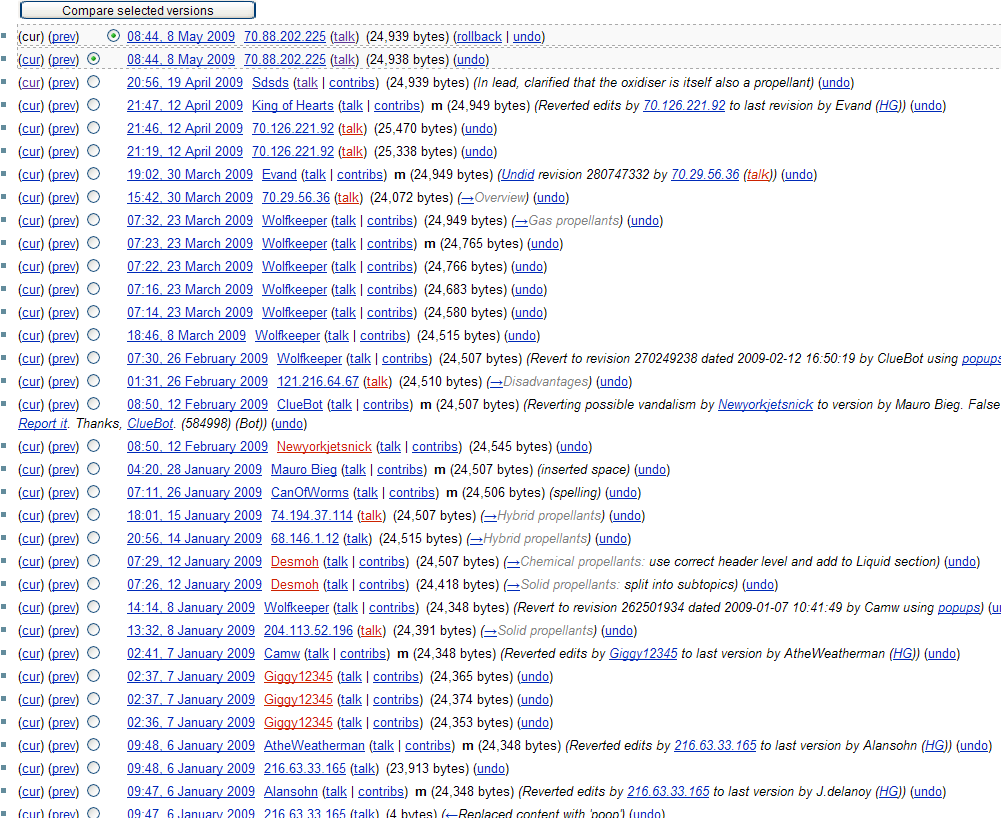 Compare selected versions
(cur) (prev) 08:44, 8 May 2009 70.88.202.225 (talk) (24,939 bytes) (rollback | undo)
(cur) (prev) 08:44, 8 May 2009 70.88.202.225 (talk) (24,938 bytes) (undo)
(cur) (prev) 20:56, 19 April 2009 Sdsds (talk | contribs) (24,939 bytes) (In lead, clarified that the oxidiser is itself also a propellant) (undo)
(cur) (prev) 21:47, 12 April 2009 King of Hearts (talk | contribs) m (24,949 bytes) (Reverted edits by 70.126.221.92 to last revision by Evand (HG)) (undo)
(cur) (prev) 21:46, 12 April 2009 70.126.221.92 (talk) (25,470 bytes) (undo)
(cur) (prev) 21:19, 12 April 2009 70.126.221.92 (talk) (25,338 bytes) (undo)
(cur) (prev) 19:02, 30 March 2009 Evand (talk | contribs) m (24,949 bytes) (Undid revision 280747332 by 70.29.56.36 (talk)) (undo)
(cur) (prev) 15:42, 30 March 2009 70.29.56.36 (talk) (24,072 bytes) (→Overview) (undo)
(cur) (prev) 07:32, 23 March 2009 Wolfkeeper (talk | contribs) (24,949 bytes) (→Gas propellants) (undo)
(cur) (prev) 07:23, 23 March 2009 Wolfkeeper (talk | contribs) m (24,765 bytes) (undo)
(cur) (prev) 07:22, 23 March 2009 Wolfkeeper (talk | contribs) (24,766 bytes) (undo)
(cur) (prev) 07:16, 23 March 2009 Wolfkeeper (talk | contribs) (24,683 bytes) (undo)
(cur) (prev) 07:14, 23 March 2009 Wolfkeeper (talk | contribs) (24,580 bytes) (undo)
(cur) (prev) 18:46, 8 March 2009 Wolfkeeper (talk | contribs) (24,515 bytes) (undo)
(cur) (prev) 07:30, 26 February 2009 Wolfkeeper (talk | contribs) (24,507 bytes) (Revert to revision 270249238 dated 2009-02-12 16:50:19 by ClueBot using popups
(cur) (prev) 01:31, 26 February 2009 121.216.64.67 (talk) (24,510 bytes) (→Disadvantages) (undo)
(cur) (prev) 08:50, 12 February 2009 ClueBot (talk | contribs) m (24,507 bytes) (Reverting possible vandalism by Newyorkjetsnick to version by Mauro Bieg. False
Report it. Thanks, ClueBot. (584998) (Bot)) (undo)
(cur) (prev) 08:50, 12 February 2009 Newyorkjetsnick (talk | contribs) (24,545 bytes) (undo)
(cur) (prev) 04:20, 28 January 2009 Mauro Bieg (talk | contribs) m (24,507 bytes) (inserted space) (undo)
(cur) (prev) 07:11, 26 January 2009 CanOfWorms (talk | contribs) m (24,506 bytes) (spelling) (undo)
(cur) (prev) 18:01, 15 January 2009 74.194.37.114 (talk) (24,507 bytes) (→Hybrid propellants) (undo)
(cur) (prev) 20:56, 14 January 2009 68.146.1.12 (talk) (24,515 bytes) (→Hybrid propellants) (undo)
(cur) (prev) 07:29, 12 January 2009 Desmoh (talk | contribs) (24,507 bytes) (→Chemical propellants: use correct header level and add to Liquid section) (undo)
(cur) (prev) 07:26, 12 January 2009 Desmoh (talk | contribs) (24,418 bytes) (→Solid propellants: split into subtopics) (undo)
(cur) (prev) 14:14, 8 January 2009 Wolfkeeper (talk | contribs) (24,348 bytes) (Revert to revision 262501934 dated 2009-01-07 10:41:49 by Camw using popups) (
(cur) (prev) 13:32, 8 January 2009 204.113.52.196 (talk) (24,391 bytes) (→Solid propellants) (undo)
(cur) (prev) 02:41, 7 January 2009 Camw (talk | contribs) m (24,348 bytes) (Reverted edits by Giggy12345 to last version by AtheWeatherman (HG)) (undo)
(cur) (prev) 02:37, 7 January 2009 Giggy12345 (talk | contribs) (24,365 bytes) (undo)
(cur) (prev) 02:37, 7 January 2009 Giggy12345 (talk | contribs) (24,374 bytes) (undo)
(cur) (prev) 02:36, 7 January 2009 Giggy12345 (talk | contribs) (24,353 bytes) (undo)
(cur) (prev) 09:48, 6 January 2009 AtheWeatherman (talk | contribs) m (24,348 bytes) (Reverted edits by 216.63.33.165 to last version by Alansohn (HG)) (undo)
(cur) (prev) 09:48, 6 January 2009 216.63.33.165 (talk) (23,913 bytes) (undo)
(cur) (prev) 09:47, 6 January 2009 Alansohn (talk | contribs) m (24,348 bytes) (Reverted edits by 216.63.33.165 to last version by J.delanoy (HG)) (undo)
(cur) (prev) 09:47, 6 January 2009 216.63.33.165 (talk) (4 bytes) (←Replaced content with 'poop') (undo)